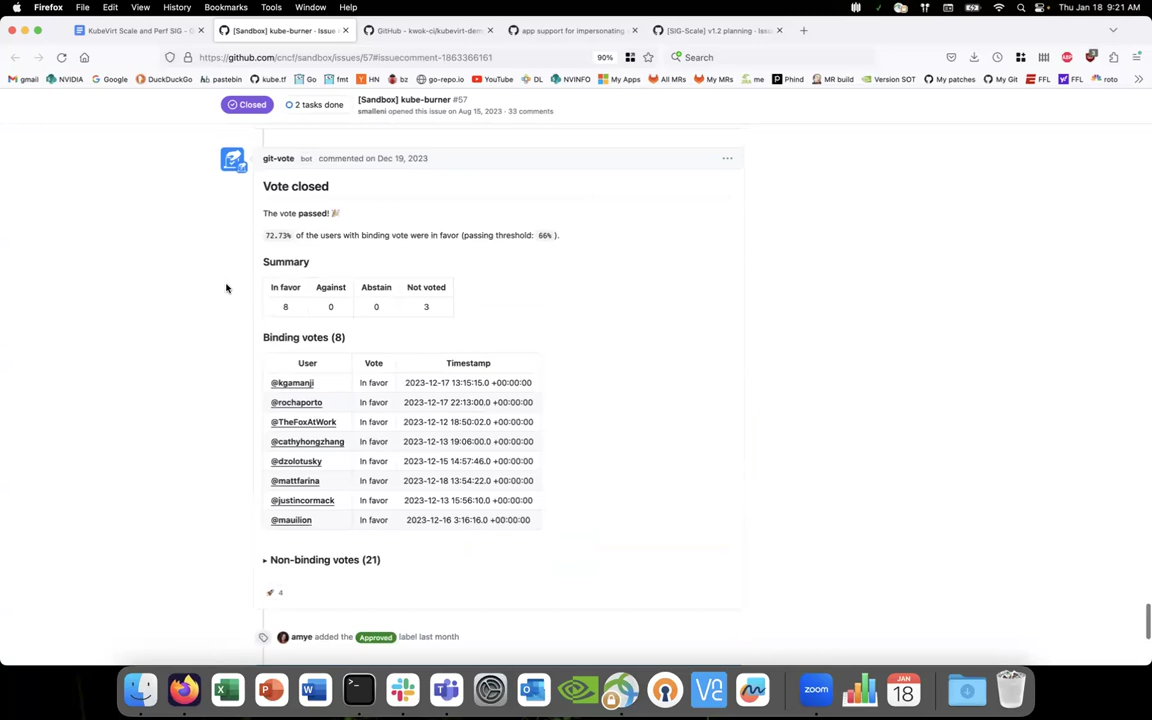 Firefox File Edit View History Bookmarks Tools Window Help Thu Jan 18 9:21 AM
KubeVirt Scale and Perf SIG - G
[Sandbox] kube-burner · Issue
GitHub - kwok-ci/kubevirt-dem
app support for impersonating
[SIG-Scale] v1.2 planning · Issu
https://github.com/cncf/sandbox/issues/57#issuecomment-1863366161 90% Search
gmail NVIDIA Google DuckDuckGo pastebin kube.tf Go fmt HN bz go-road YouTube DL NVINFO My Apps All MRs My MRs me Phind MR build Version SOT My patches My Git FFL FFL roto
Closed 2 tasks done [Sandbox] kube-burner #57
smalleni opened this issue on Aug 15, 2023 · 33 comments
git-vote bot commented on Dec 19, 2023
Vote closed
The vote passed!
72.73% of the users with binding vote were in favor (passing threshold: 66% ).
Summary
In favor Against Abstain Not voted
8 0 0 3
Binding votes (8)
User Vote Timestamp
@kgamanji In favor 2023-12-17 13:15:15.0 +00:00:00
@rochaporto In favor 2023-12-17 22:13:00.0 +00:00:00
@TheFoxAtWork In favor 2023-12-12 18:50:02.0 +00:00:00
@cathyhongzhang In favor 2023-12-13 19:06:00.0 +00:00:00
@dzolotusky In favor 2023-12-15 14:57:46.0 +00:00:00
@mattfarina In favor 2023-12-18 13:54:22.0 +00:00:00
@justincormack In favor 2023-12-13 15:56:10.0 +00:00:00
@mauilion In favor 2023-12-16 3:16:16.0 +00:00:00
Non-binding votes (21)
4
amye added the Approved label last month
zoom
JAN
18